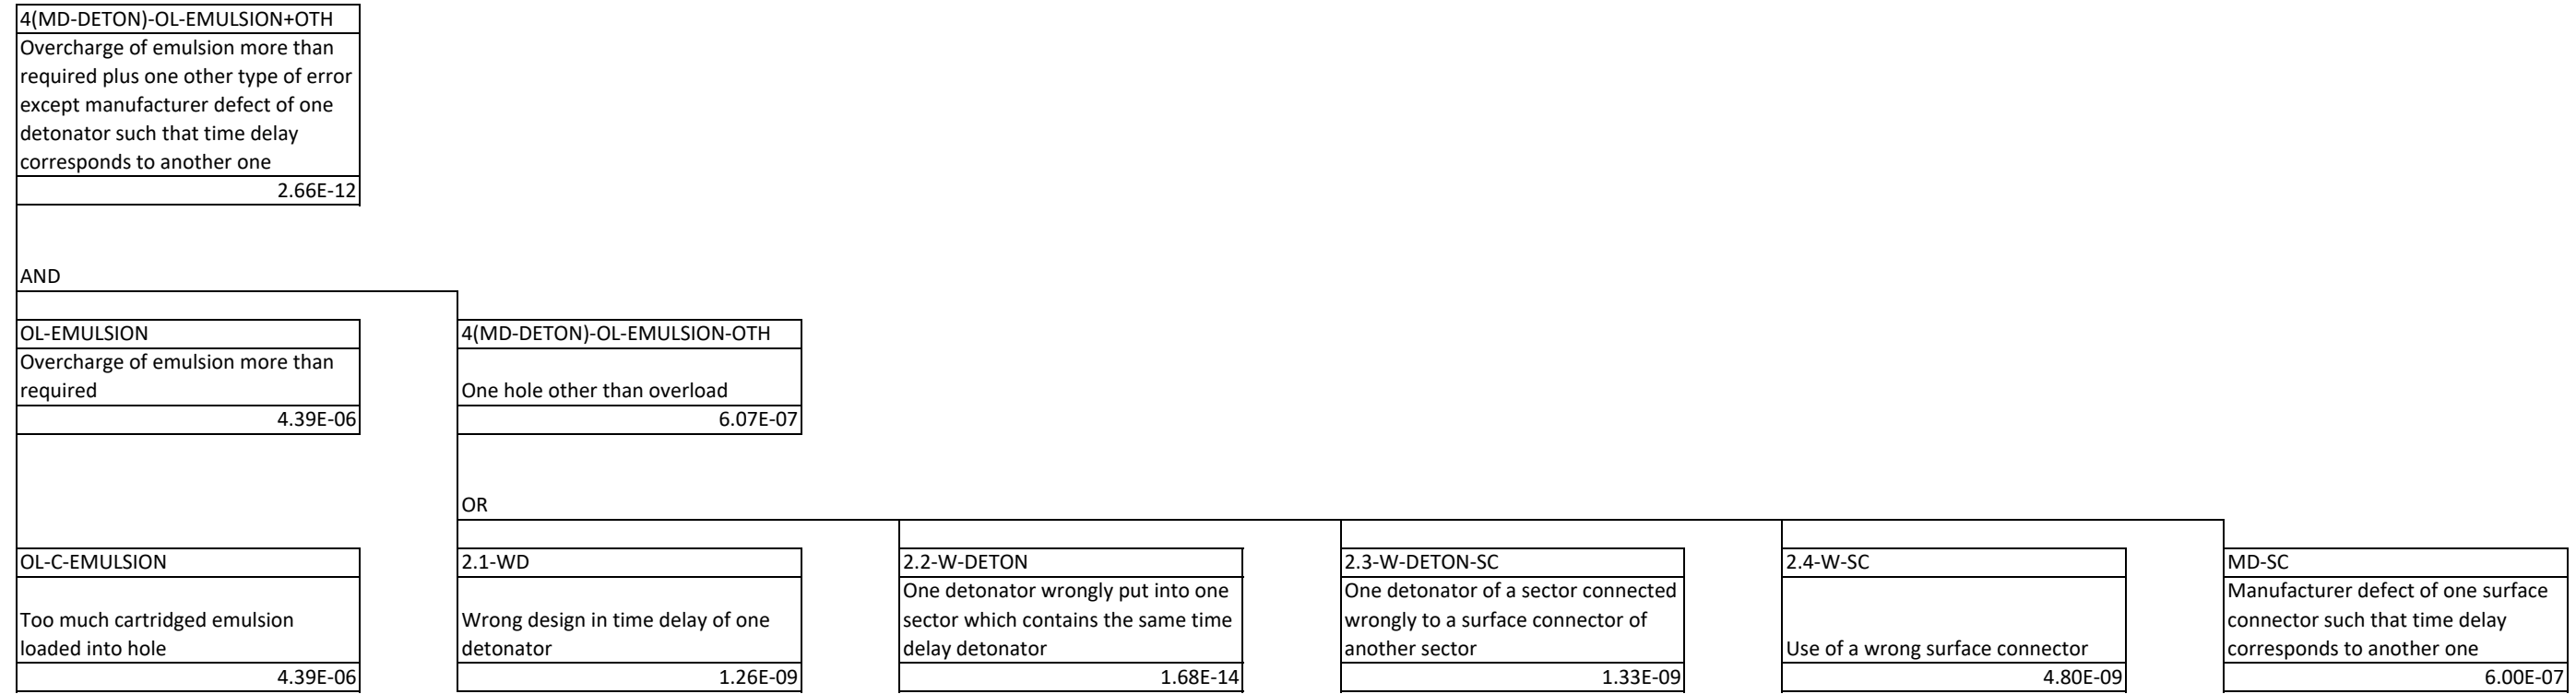 4(MD-DETON)-OL-EMULSION+OTH
Overcharge of emulsion more than
required plus one other type of error
except manufacturer defect of one
detonator such that time delay
corresponds to another one
2.66E-12
AND
OL-EMULSION
Overcharge of emulsion more than
required
4.39E-06
4(MD-DETON)-OL-EMULSION-OTH
One hole other than overload
6.07E-07
OR
OL-C-EMULSION
Too much cartridged emulsion
loaded into hole
4.39E-06
2.1-WD
Wrong design in time delay of one
detonator
1.26E-09
2.2-W-DETON
One detonator wrongly put into one
sector which contains the same time
delay detonator
1.68E-14
2.3-W-DETON-SC
One detonator of a sector connected
wrongly to a surface connector of
another sector
1.33E-09
2.4-W-SC
Use of a wrong surface connector
4.80E-09
MD-SC
Manufacturer defect of one surface
connector such that time delay
corresponds to another one
6.00E-07